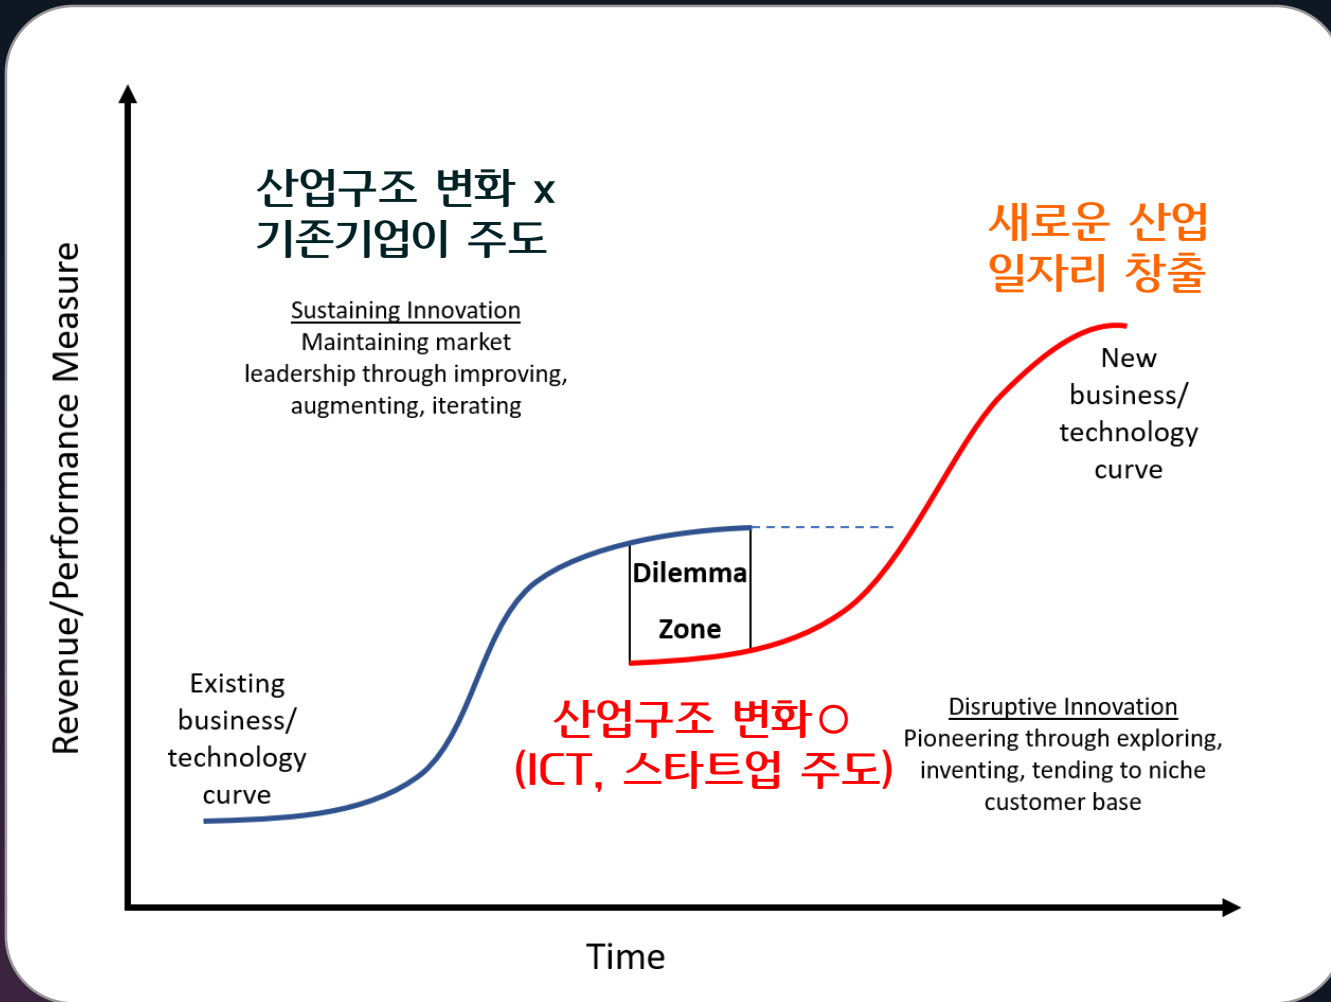 산업구조 변화 x
기존기업이 주도
Sustaining Innovation
Maintaining market
leadership through improving,
augmenting, iterating
새로운 산업
일자리 창출
New
business/
technology
curve
Revenue/Performance Measure
Dilemma
Zone
Existing
business/
technology
curve
산업구조 변화○
(ICT, 스타트업 주도)
Disruptive Innovation
Pioneering through exploring,
inventing, tending to niche
customer base
Time